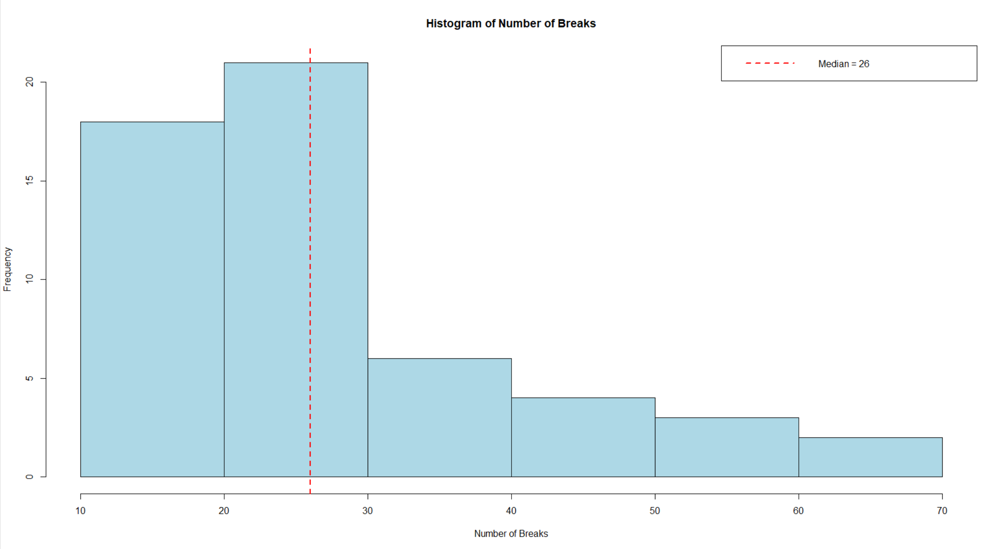 Histogram of Number of Breaks
Median = 26
Frequency
20
15
10
5
0
10 20 30 40 50 60 70
Number of Breaks